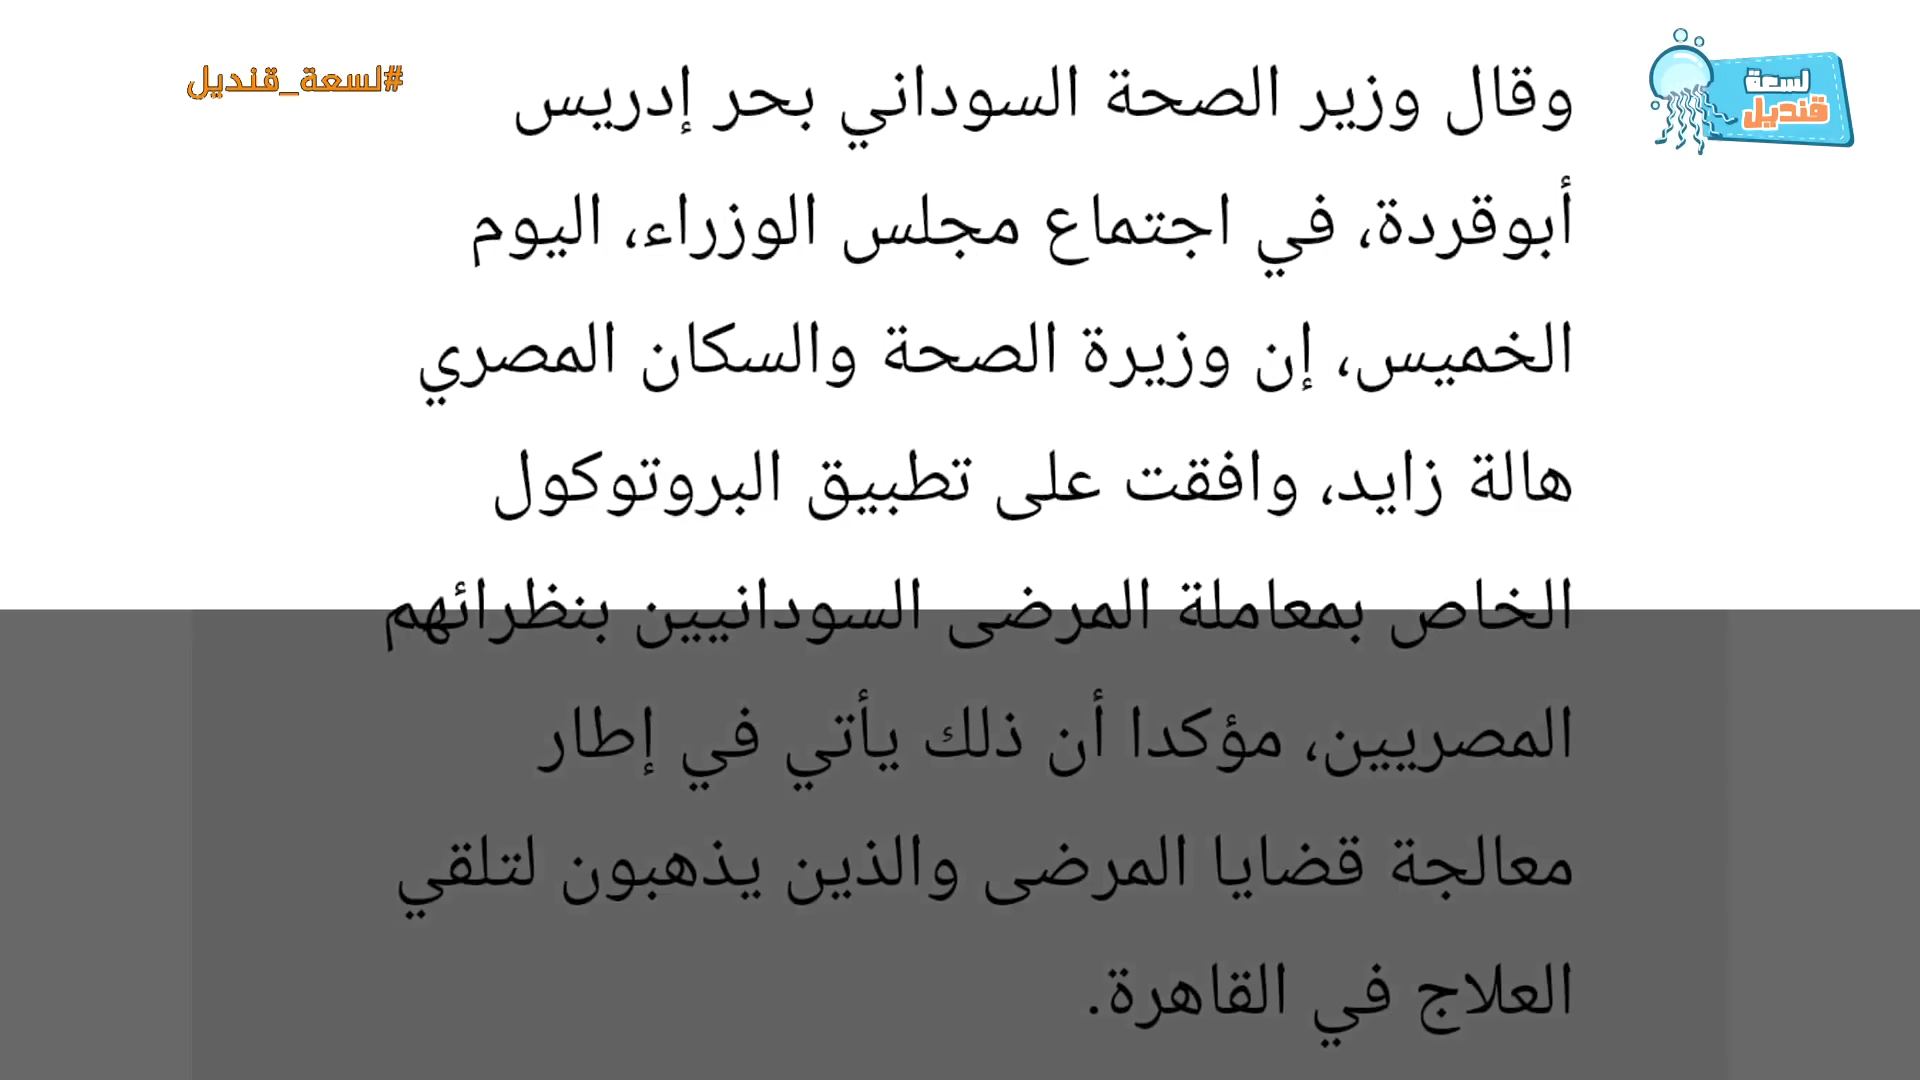 #لسعة_قنديل
لسعة
قنديل
وقال وزير الصحة السوداني بحر إدريس
أبوقردة، في اجتماع مجلس الوزراء، اليوم
الخميس، إن وزيرة الصحة والسكان المصري
هالة زايد، وافقت على تطبيق البروتوكول
الخاص بمعاملة المرضى السودانيين بنظرائهم
المصريين، مؤكدا أن ذلك يأتي في إطار
معالجة قضايا المرضى والذين يذهبون لتلقي
العلاج في القاهرة.